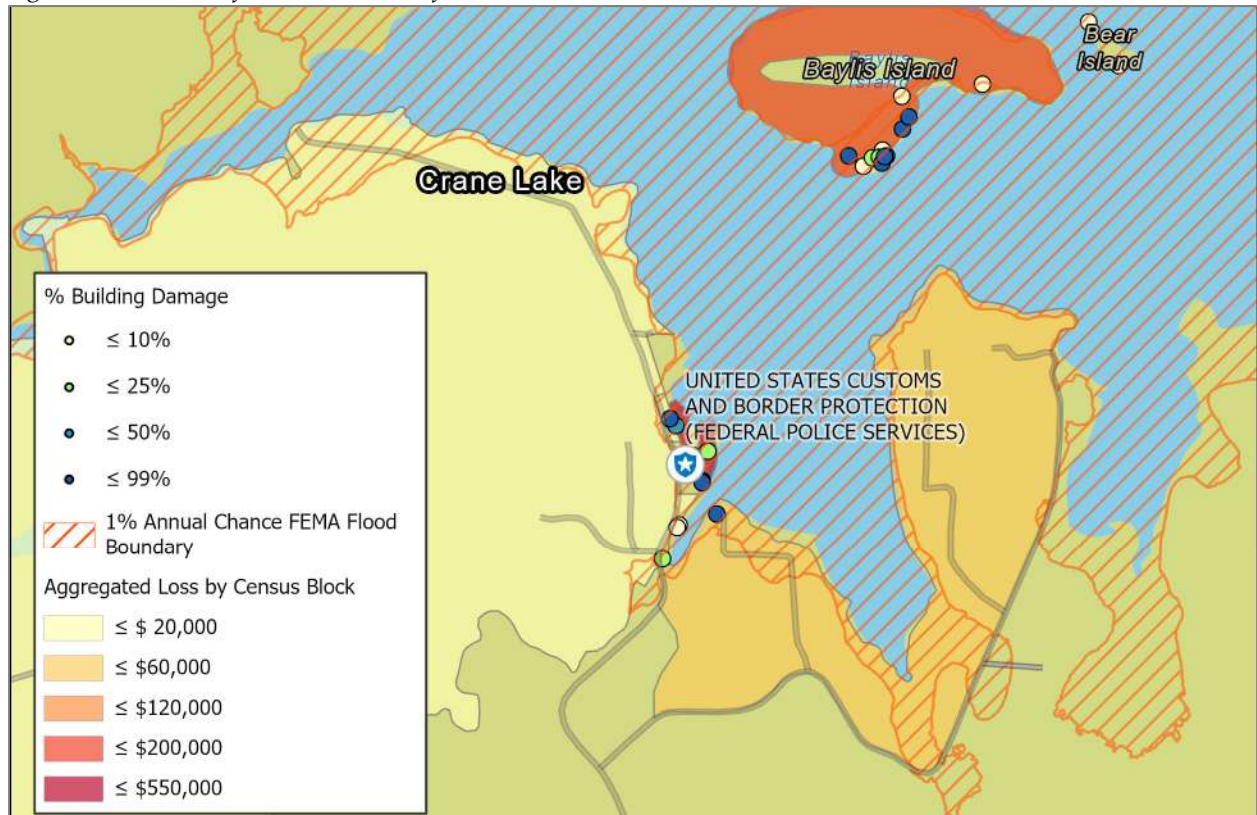 Bear
Island
Baylis Island
Baylis
Island
Crane Lake
UNITED STATES CUSTOMS
AND BORDER PROTECTION
(FEDERAL POLICE SERVICES)
% Building Damage
≤ 10%
≤ 25%
≤ 50%
≤ 99%
1% Annual Chance FEMA Flood
Boundary
Aggregated Loss by Census Block
≤ $ 20,000
≤ $60,000
≤ $120,000
≤ $200,000
≤ $550,000